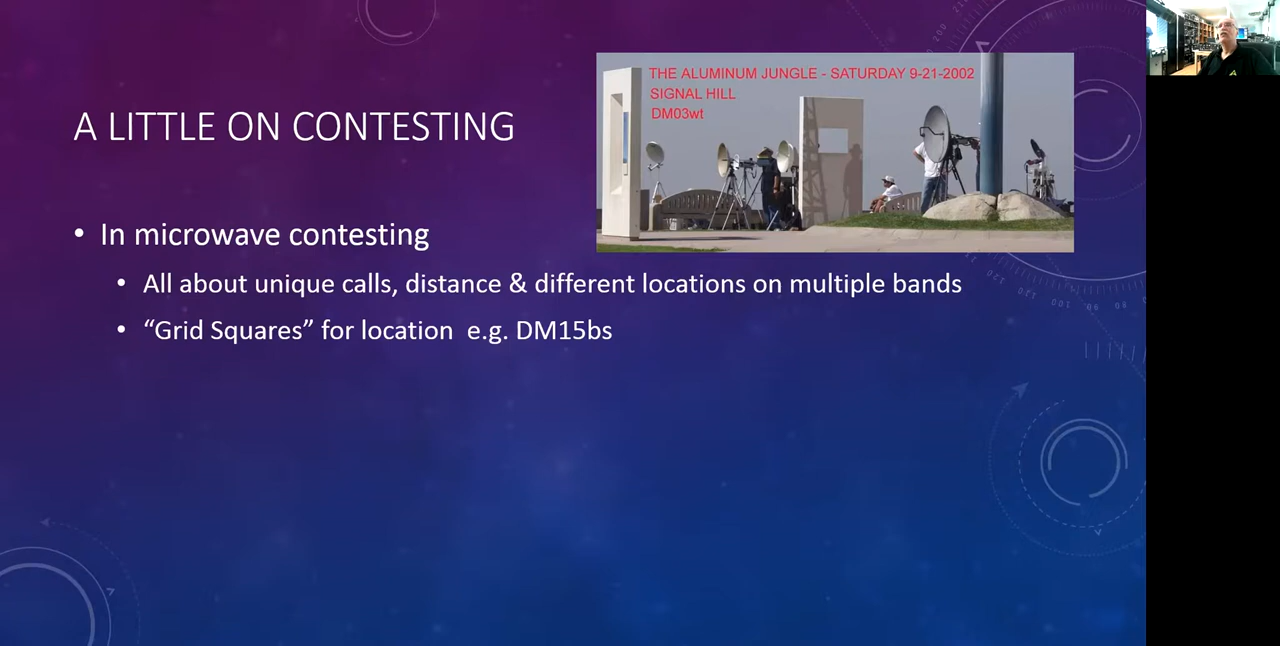 THE ALUMINUM JUNGLE - SATURDAY 9-21-2002
SIGNAL HILL
DM03wt
A LITTLE ON CONTESTING
• In microwave contesting
• All about unique calls, distance & different locations on multiple bands
• “Grid Squares” for location  e.g. DM15bs